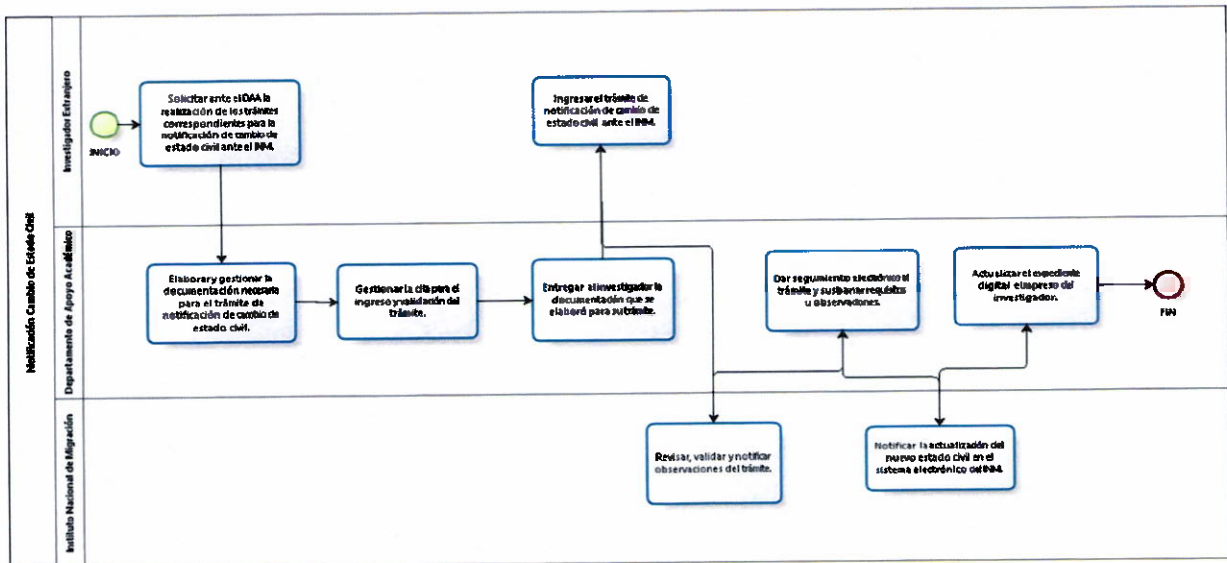 Notificación Cambio de Estado Civil
Investigador Extranjero
INICIO
Solicitar ante el DAA la
realización de los trámites
correspondientes para la
notificación de cambio de
estado civil ante el INM.
Ingresar el trámite de
notificación de cambio de
estado civil ante el INM.
Departamento de Apoyo Académico
Elaborar y gestionar la
documentación necesaria
para el trámite de
notificación de cambio de
estado civil.
Gestionar la cita para el
ingreso y validación del
trámite.
Entregar al investigador la
documentación que se
elaboró para su trámite.
Dar seguimiento electrónico al
trámite y susbanar requisitos
u observaciones.
Actualizar el expediente
digital e impreso del
investigador.
FIN
Instituto Nacional de Migración
Revisar, validar y notificar
observaciones del trámite.
Notificar la actualización del
nuevo estado civil en el
sistema electrónico del INM.